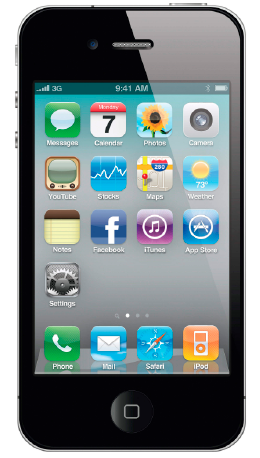 3G 9:41 AM
Monday
7
280
73°
Messages Calendar Photos Camera
YouTube Stocks Maps Weather
Notes Facebook iTunes App Store
Settings
Phone Mail Safari iPod